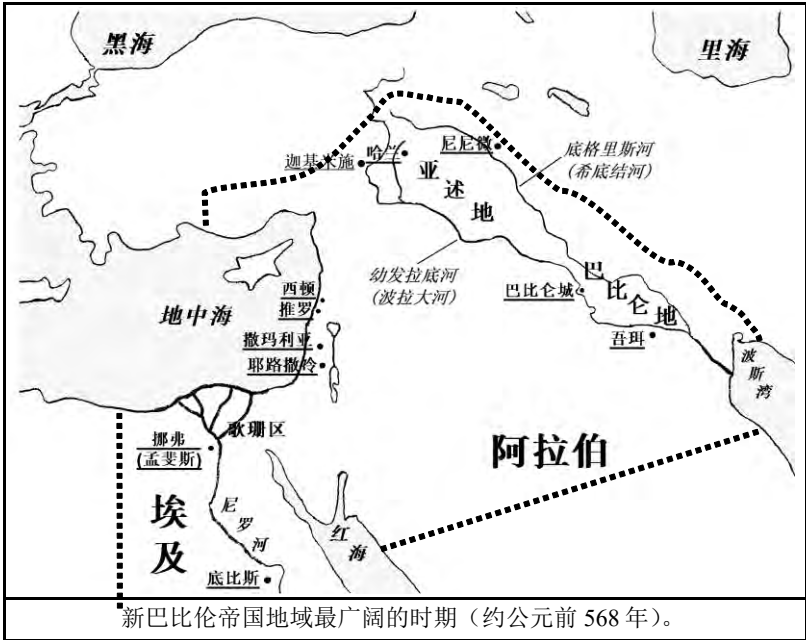 黑海
里海
迦基米施
哈兰
尼尼微
底格里斯河
(希底结河)
亚述地
幼发拉底河
(波拉大河)
巴比仑城
巴比仑地
吾珥
波斯湾
西顿
推罗
地中海
撒玛利亚
耶路撒冷
歌珊区
挪弗
(孟斐斯)
阿拉伯
埃及
尼罗河
红海
底比斯
新巴比伦帝国地域最广阔的时期（约公元前 568 年）。